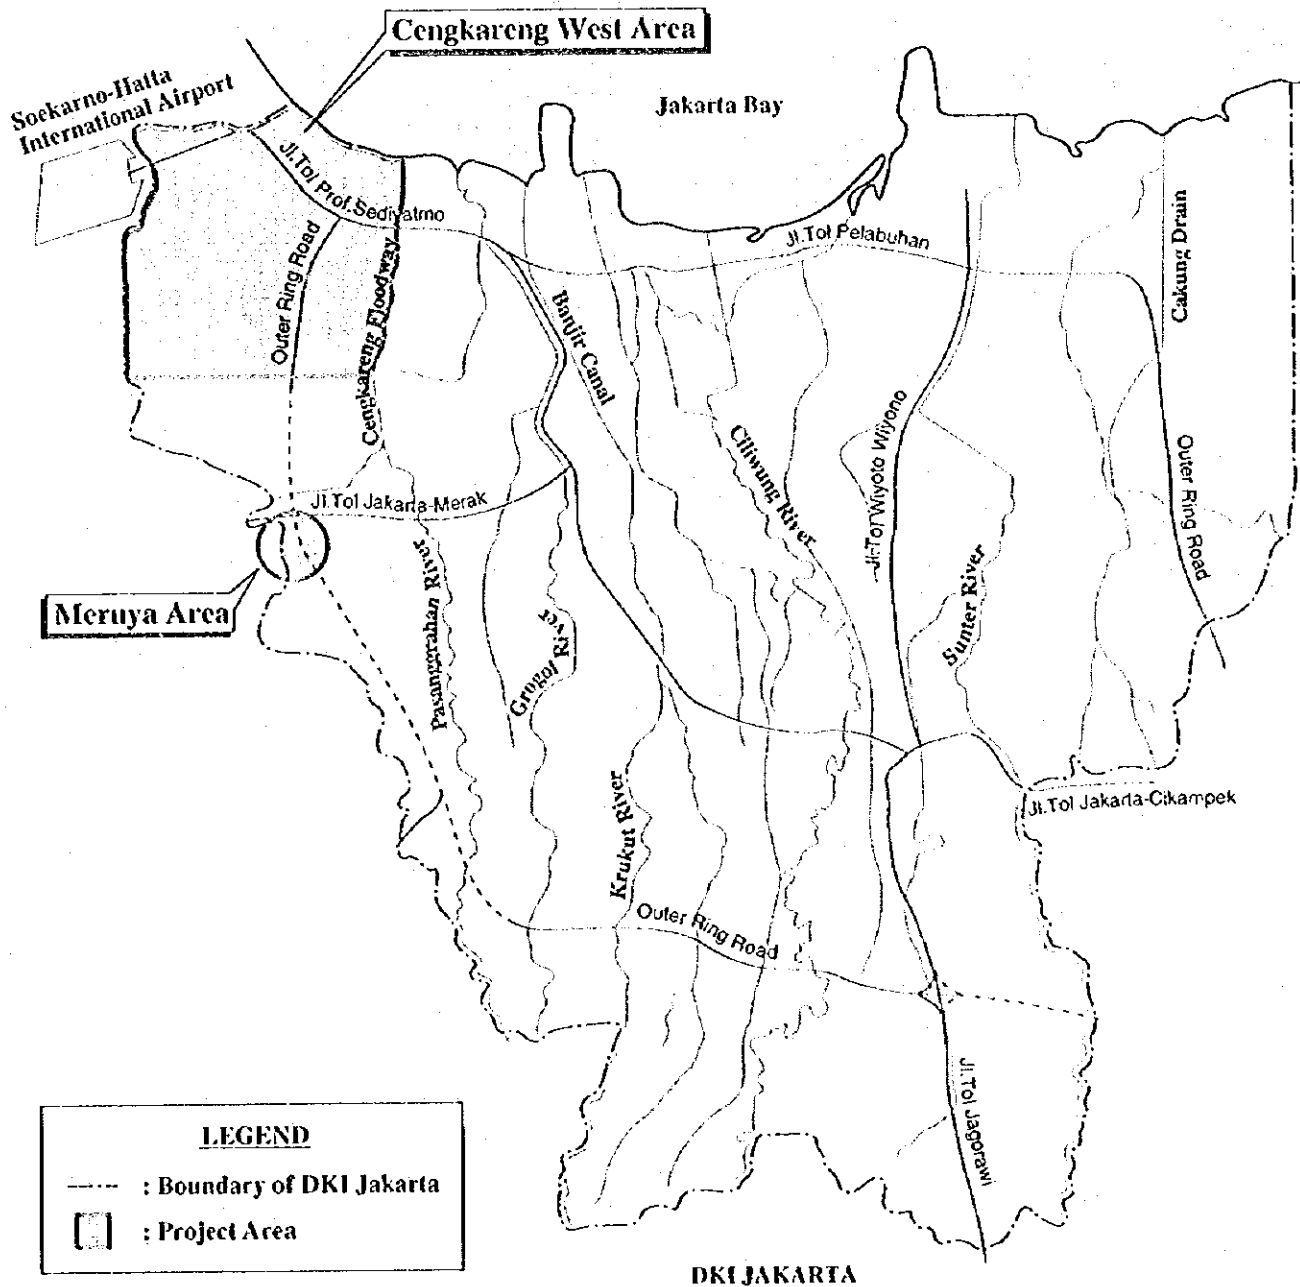 Cengkareng West Area
Soekarno-Hatta
International Airport
Jakarta Bay
Jl.Tol Prof.Sediyatmo
Jl.Tol Pelabuhan
Outer Ring Road
Cengkareng Floodway
Banjir Canal
Cakung Drain
Ciliwung River
Jl.Tol Wiyoto Wiyono
Outer Ring Road
Jl.Tol Jakarta-Merak
Meruya Area
Pasanggrahan River
Grogol River
Sunter River
Krukut River
Jl.Tol Jakarta-Cikampek
Outer Ring Road
Jl.Tol Jagorawi
LEGEND
: Boundary of DKI Jakarta
: Project Area
DKI JAKARTA